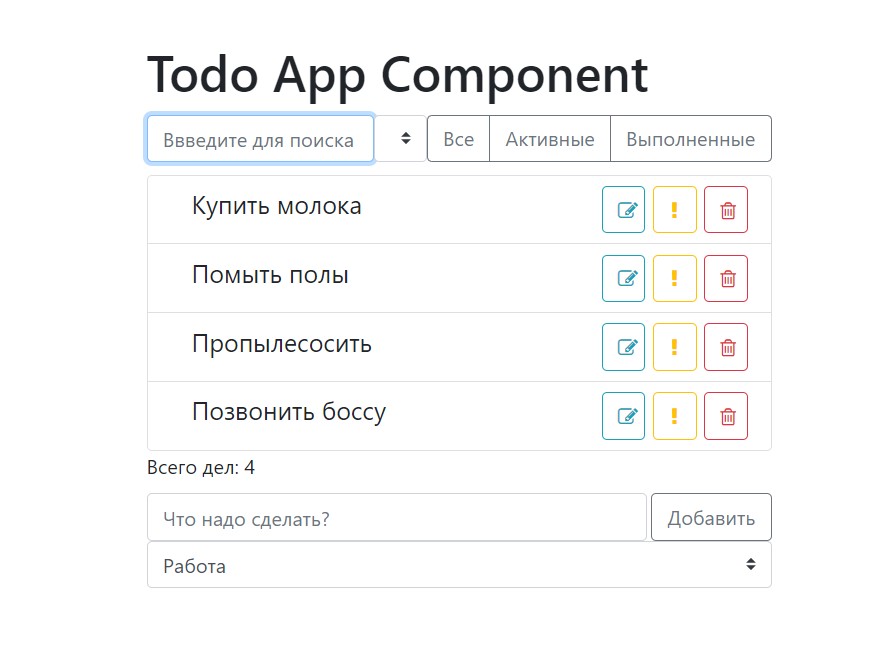 Todo App Component
Ввведите для поиска
Все
Активные
Выполненные
Купить молока
Помыть полы
Пропылесосить
Позвонить боссу
Всего дел: 4
Что надо сделать?
Добавить
Работа